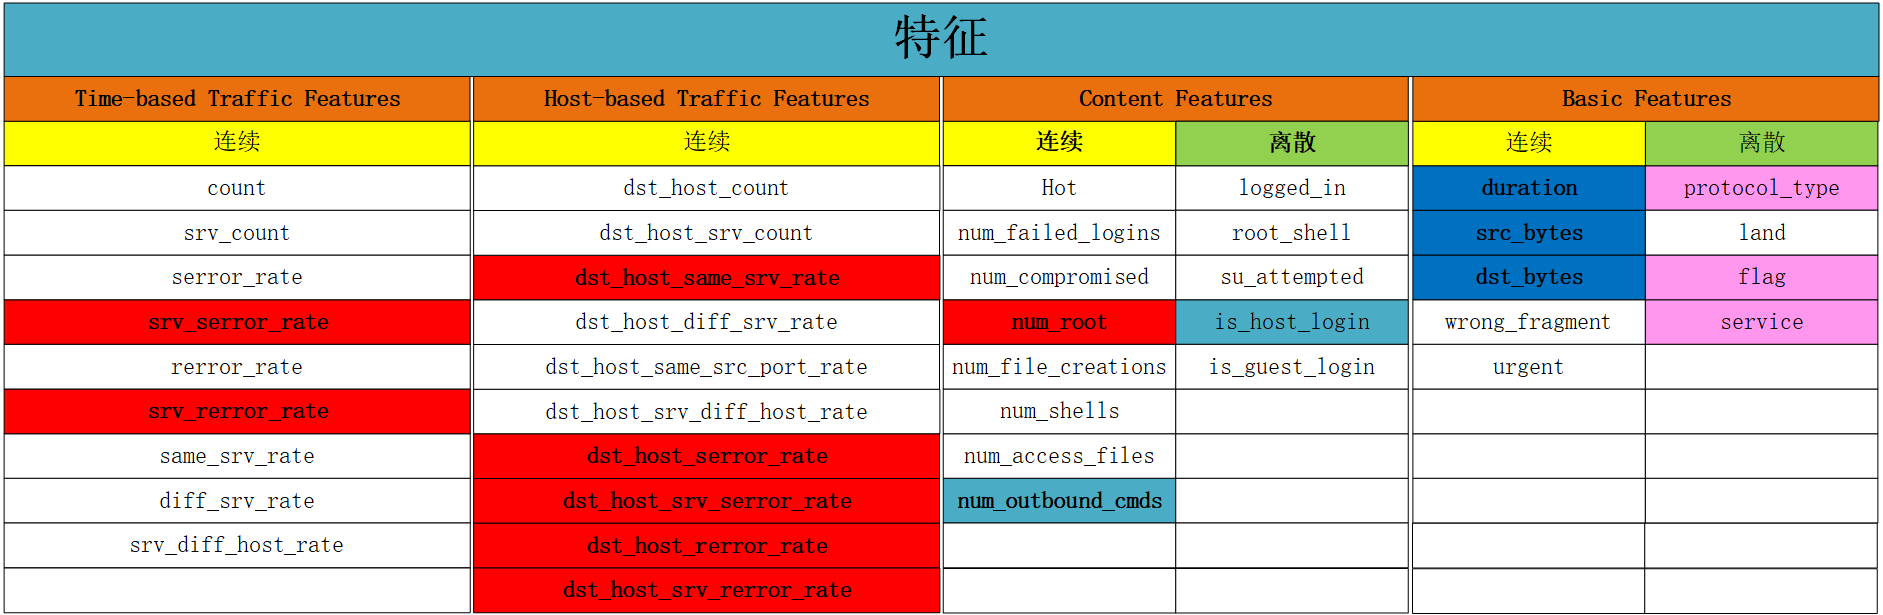 特征
Time-based Traffic Features Host-based Traffic Features Content Features Basic Features
连续 连续 连续 离散 连续 离散
count dst_host_count Hot logged_in duration protocol_type
srv_count dst_host_srv_count num_failed_logins root_shell src_bytes land
serror_rate dst_host_same_srv_rate num_compromised su_attempted dst_bytes flag
srv_serror_rate dst_host_diff_srv_rate num_root is_host_login wrong_fragment service
rerror_rate dst_host_same_src_port_rate num_file_creations is_guest_login urgent
srv_rerror_rate dst_host_srv_diff_host_rate num_shells
same_srv_rate dst_host_serror_rate num_access_files
diff_srv_rate dst_host_srv_serror_rate num_outbound_cmds
srv_diff_host_rate dst_host_rerror_rate
dst_host_srv_rerror_rate